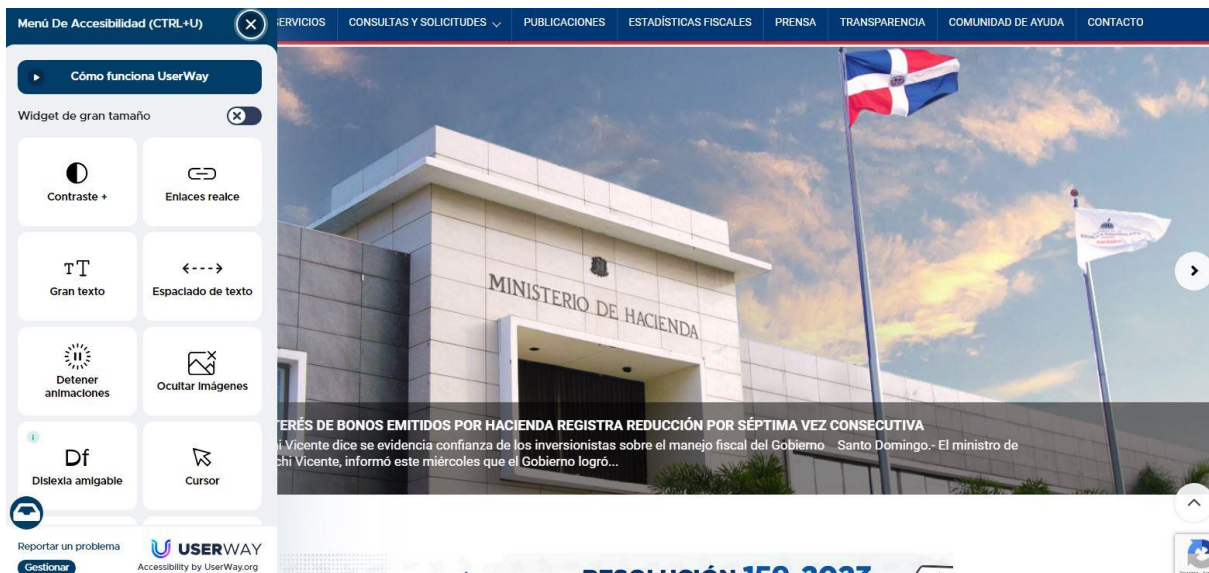 Menú De Accesibilidad (CTRL+U)
ERVICIOS CONSULTAS Y SOLICITUDES PUBLICACIONES ESTADÍSTICAS FISCALES PRENSA TRANSPARENCIA COMUNIDAD DE AYUDA CONTACTO
Cómo funciona UserWay
Widget de gran tamaño
Contraste +
Enlaces realce
TT
Gran texto
Espaciado de texto
Detener
animaciones
Ocultar Imágenes
Df
Dislexia amigable
Cursor
Reportar un problema
Gestionar
USERWAY
Accessibility by UserWay.org
MINISTERIO DE HACIENDA
TERÉS DE BONOS EMITIDOS POR HACIENDA REGISTRA REDUCCIÓN POR SÉPTIMA VEZ CONSECUTIVA
i Vicente dice se evidencia confianza de los inversionistas sobre el manejo fiscal del Gobierno Santo Domingo.- El ministro de
chi Vicente, informó este miércoles que el Gobierno logró...
RESOLUCIÓN 159-2023